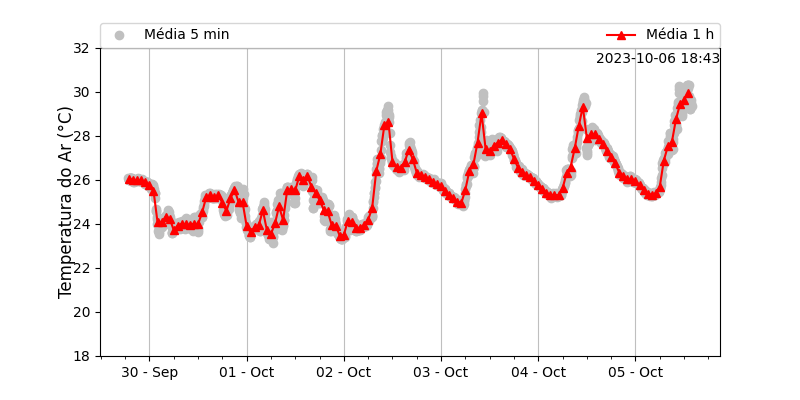 Média 5 min
Média 1 h
2023-10-06 18:43
Temperatura do Ar (°C)
32
30
28
26
24
22
20
18
30 - Sep
01 - Oct
02 - Oct
03 - Oct
04 - Oct
05 - Oct